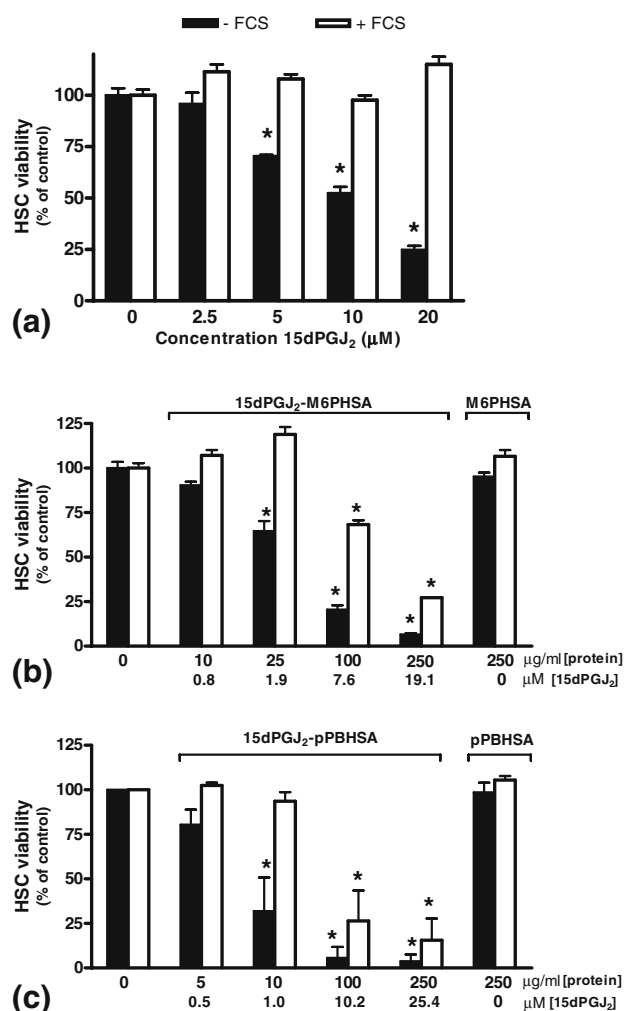 - FCS + FCS
HSC viability
(% of control)
100
75
50
25
0
*
*
*
0 2.5 5 10 20
Concentration 15dPGJ₂ (μM)
(a)
15dPGJ₂-M6PHSA M6PHSA
HSC viability
(% of control)
125
100
75
50
25
0
*
*
*
*
*
0 10 25 100 250 250 μg/ml[protein]
0.8 1.9 7.6 19.1 0 μM [15dPGJ₂]
(b)
15dPGJ₂-pPBHSA pPBHSA
HSC viability
(% of control)
125
100
75
50
25
0
*
*
*
*
*
0 5 10 100 250 250 μg/ml[protein]
0.5 1.0 10.2 25.4 0 μM [15dPGJ₂]
(c)